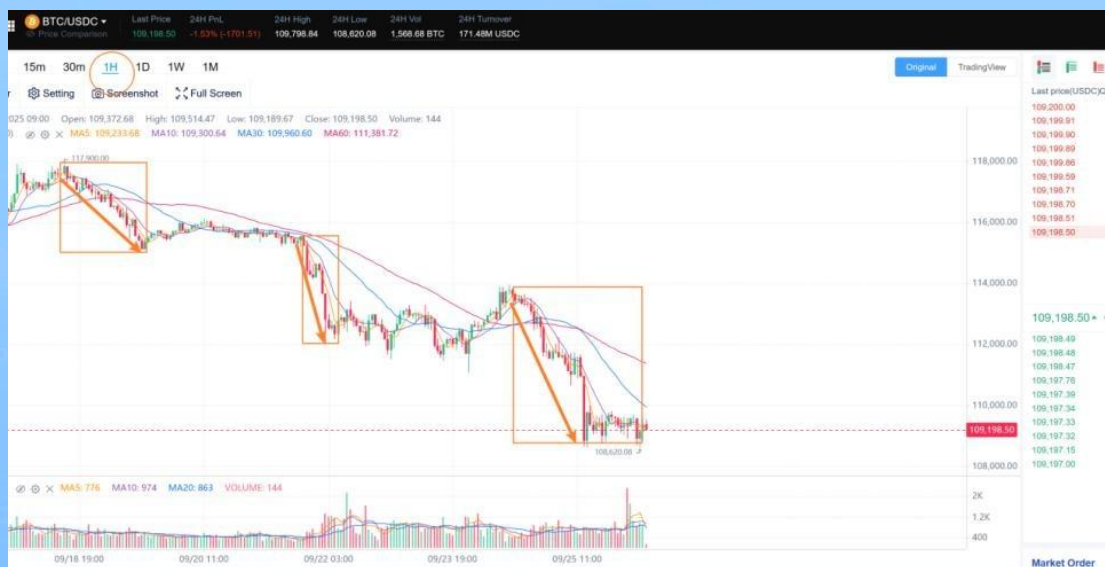 BTC/USDC
Price Comparison
Last Price
109,198.50
24H PnL
-1.53% (-1701.51)
24H High
109,798.84
24H Low
108,620.08
24H Vol
1,568.68 BTC
24H Turnover
171.48M USDC
15m 30m 1H 1D 1W 1M
Original TradingView
Setting Screenshot Full Screen
2025 09:00 Open: 109,372.68 High: 109,514.47 Low: 109,189.67 Close: 109,198.50 Volume: 144
MA5: 109,233.68 MA10: 109,300.64 MA30: 109,960.60 MA60: 111,381.72
117,900.00
118,000.00
116,000.00
114,000.00
112,000.00
110,000.00
109,198.50
108,620.08
108,000.00
MA5: 776 MA10: 974 MA20: 863 VOLUME: 144
2K
1.2K
400
09/18 19:00 09/20 11:00 09/22 03:00 09/23 19:00 09/25 11:00
Last price(USDC)
109,200.00
109,199.91
109,199.90
109,199.89
109,199.86
109,199.59
109,198.71
109,198.70
109,198.51
109,198.50
109,198.50
109,198.49
109,198.48
109,198.47
109,197.76
109,197.39
109,197.34
109,197.33
109,197.32
109,197.15
109,197.00
Market Order